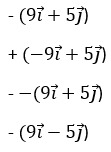 - (9i⃗ + 5j⃗)
+ (−9i⃗ + 5j⃗)
- −(9i⃗ + 5j⃗)
- (9i⃗ − 5j⃗)